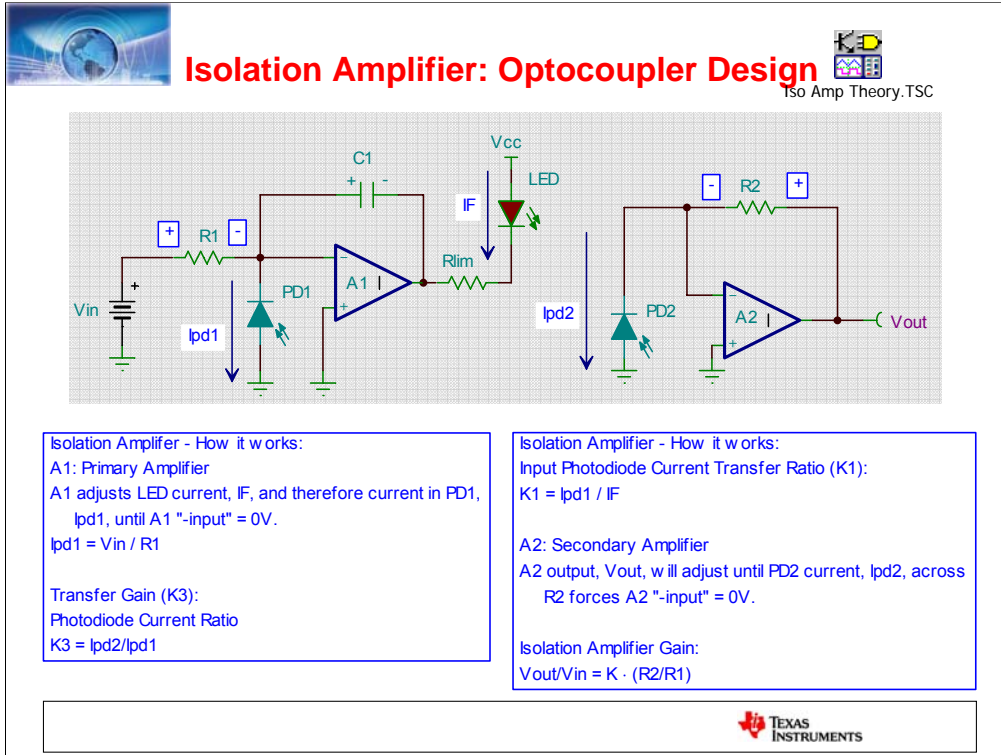 Isolation Amplifier: Optocoupler Design
Iso Amp Theory.TSC
Vcc
C1
+ -
LED
IF
- R2 +
+ R1 -
Rlim
+
Vin
PD1
A1
−
+
Ipd1
Ipd2
PD2
A2
−
+
Vout
Isolation Amplifer - How it works:
A1: Primary Amplifier
A1 adjusts LED current, IF, and therefore current in PD1,
Ipd1, until A1 "-input" = 0V.
Ipd1 = Vin / R1
Transfer Gain (K3):
Photodiode Current Ratio
K3 = Ipd2/Ipd1
Isolation Amplifier - How it works:
Input Photodiode Current Transfer Ratio (K1):
K1 = Ipd1 / IF
A2: Secondary Amplifier
A2 output, Vout, will adjust until PD2 current, Ipd2, across
R2 forces A2 "-input" = 0V.
Isolation Amplifier Gain:
Vout/Vin = K · (R2/R1)
TEXAS
INSTRUMENTS